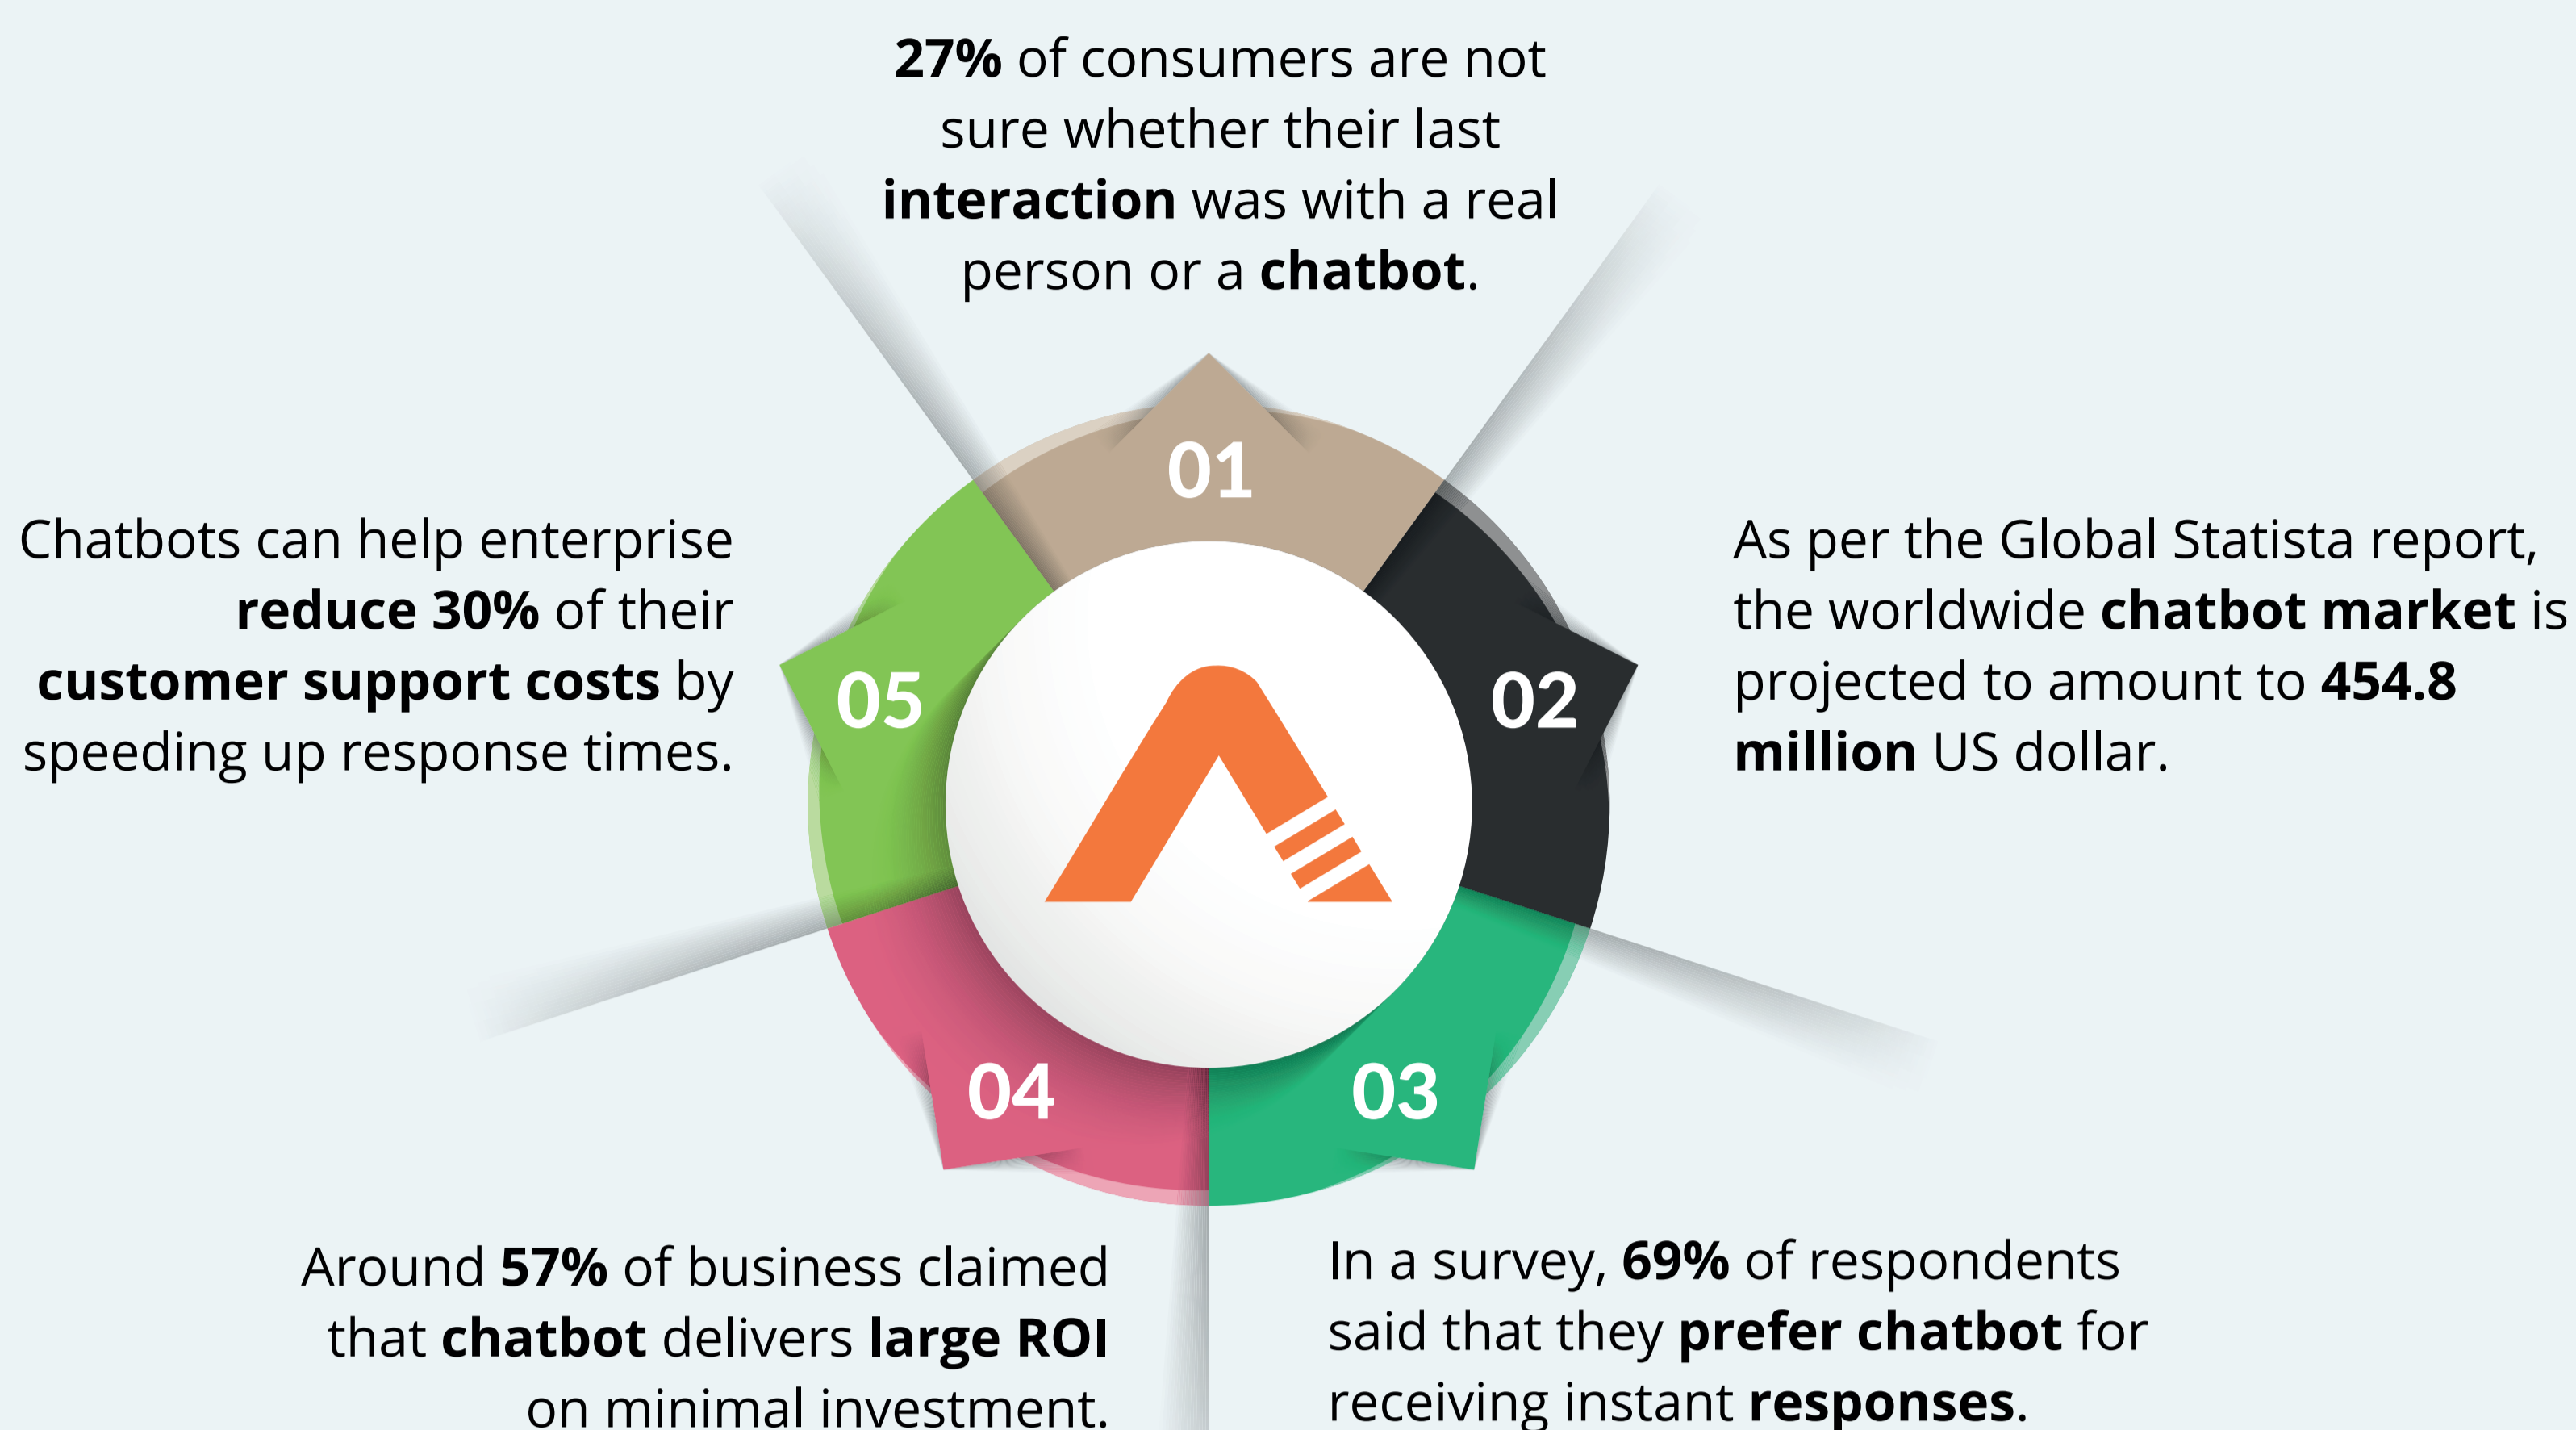 27% of consumers are not
sure whether their last
interaction was with a real
person or a chatbot.
01
As per the Global Statista report,
the worldwide chatbot market is
projected to amount to 454.8
million US dollar.
02
In a survey, 69% of respondents
said that they prefer chatbot for
receiving instant responses.
03
Around 57% of business claimed
that chatbot delivers large ROI
on minimal investment.
04
Chatbots can help enterprise
reduce 30% of their
customer support costs by
speeding up response times.
05